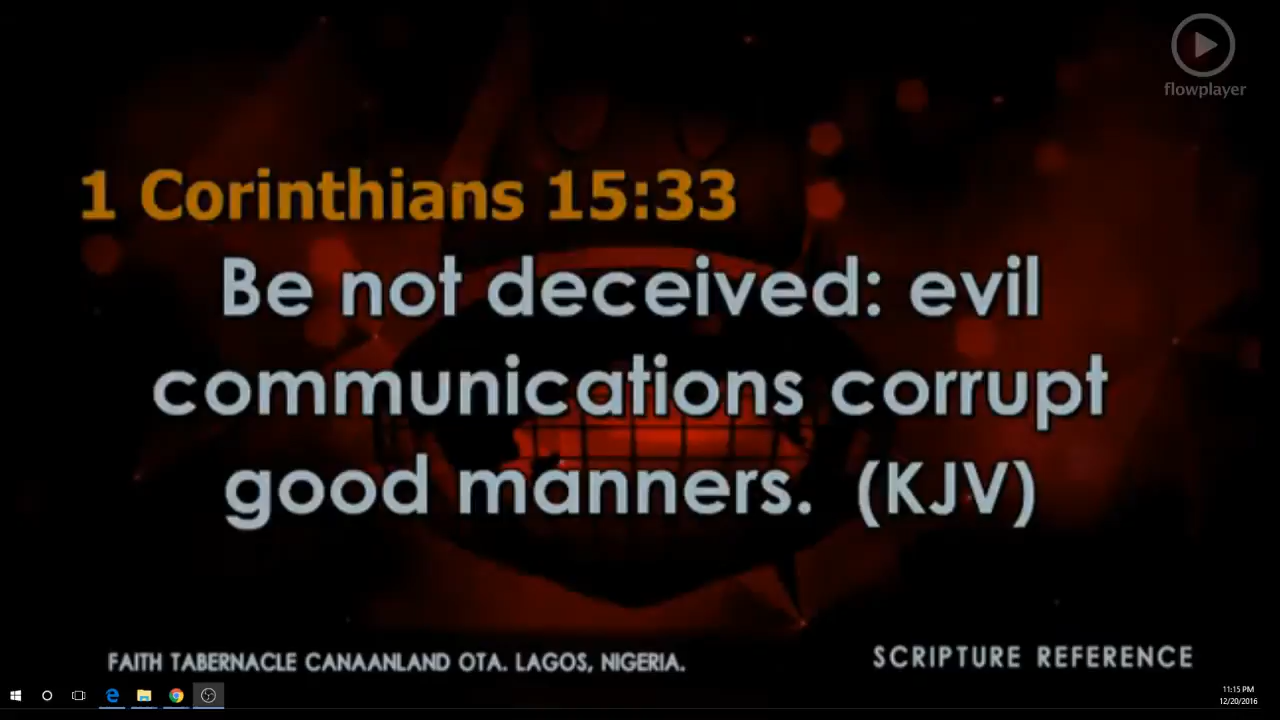 flowplayer
1 Corinthians 15:33
Be not deceived: evil
communications corrupt
good manners.  (KJV)
FAITH TABERNACLE CANAANLAND OTA. LAGOS, NIGERIA.
SCRIPTURE REFERENCE
11:15 PM
12/20/2016